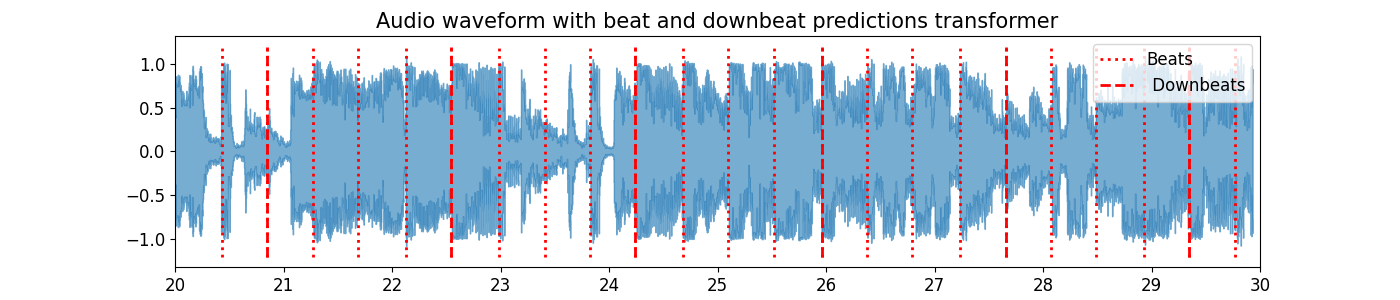 Audio waveform with beat and downbeat predictions transformer
1.0
0.5
0.0
−0.5
−1.0
Beats
Downbeats
20 21 22 23 24 25 26 27 28 29 30